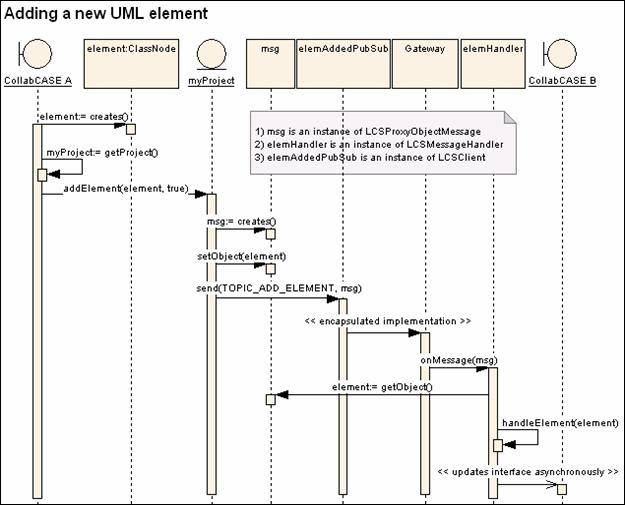 Adding a new UML element
CollabCASE A
element:ClassNode
myProject
msg
elemAddedPubSub
Gateway
elemHandler
CollabCASE B
1) msg is an instance of LCSProxyObjectMessage
2) elemHandler is an instance of LCSMessageHandler
3) elemAddedPubSub is an instance of LCSClient
element:= creates()
myProject:= getProject()
addElement(element, true)
msg:= creates()
setObject(element)
send(TOPIC_ADD_ELEMENT, msg)
<< encapsulated implementation >>
onMessage(msg)
element:= getObject()
handleElement(element)
<< updates interface asynchronously >>